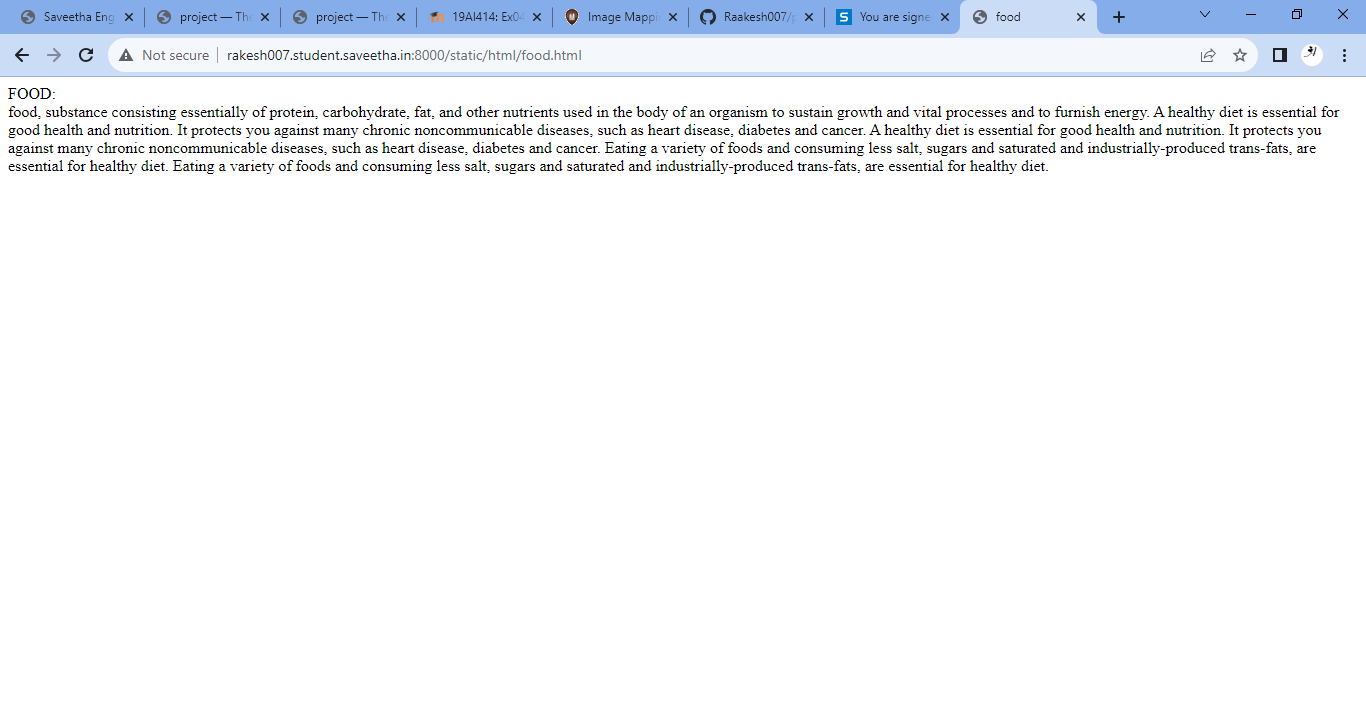 Saveetha Eng
project — Th
project — The
19AI414: Ex04
Image Mappi
Raakesh007/
You are signe
food
Not secure
rakesh007.student.saveetha.in:8000/static/html/food.html
FOOD:
food, substance consisting essentially of protein, carbohydrate, fat, and other nutrients used in the body of an organism to sustain growth and vital processes and to furnish energy. A healthy diet is essential for
good health and nutrition. It protects you against many chronic noncommunicable diseases, such as heart disease, diabetes and cancer. A healthy diet is essential for good health and nutrition. It protects you
against many chronic noncommunicable diseases, such as heart disease, diabetes and cancer. Eating a variety of foods and consuming less salt, sugars and saturated and industrially-produced trans-fats, are
essential for healthy diet. Eating a variety of foods and consuming less salt, sugars and saturated and industrially-produced trans-fats, are essential for healthy diet.